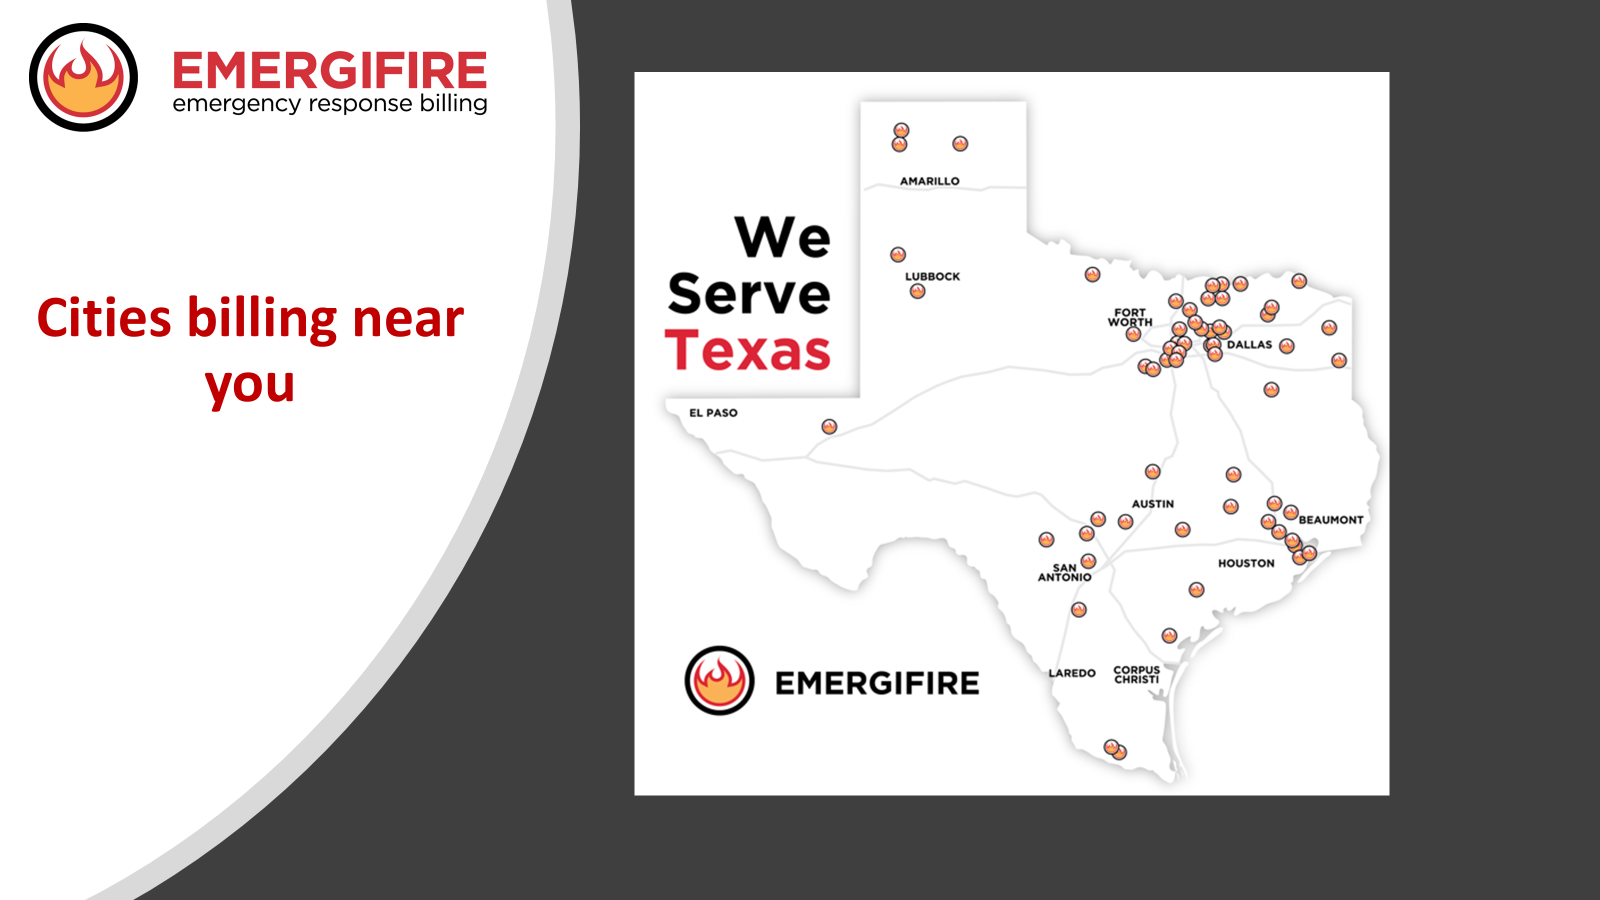 EMERGIFIRE
emergency response billing
Cities billing near
you
We
Serve
Texas
AMARILLO
LUBBOCK
FORT
WORTH
DALLAS
EL PASO
AUSTIN
BEAUMONT
HOUSTON
SAN
ANTONIO
LAREDO
CORPUS
CHRISTI
EMERGIFIRE